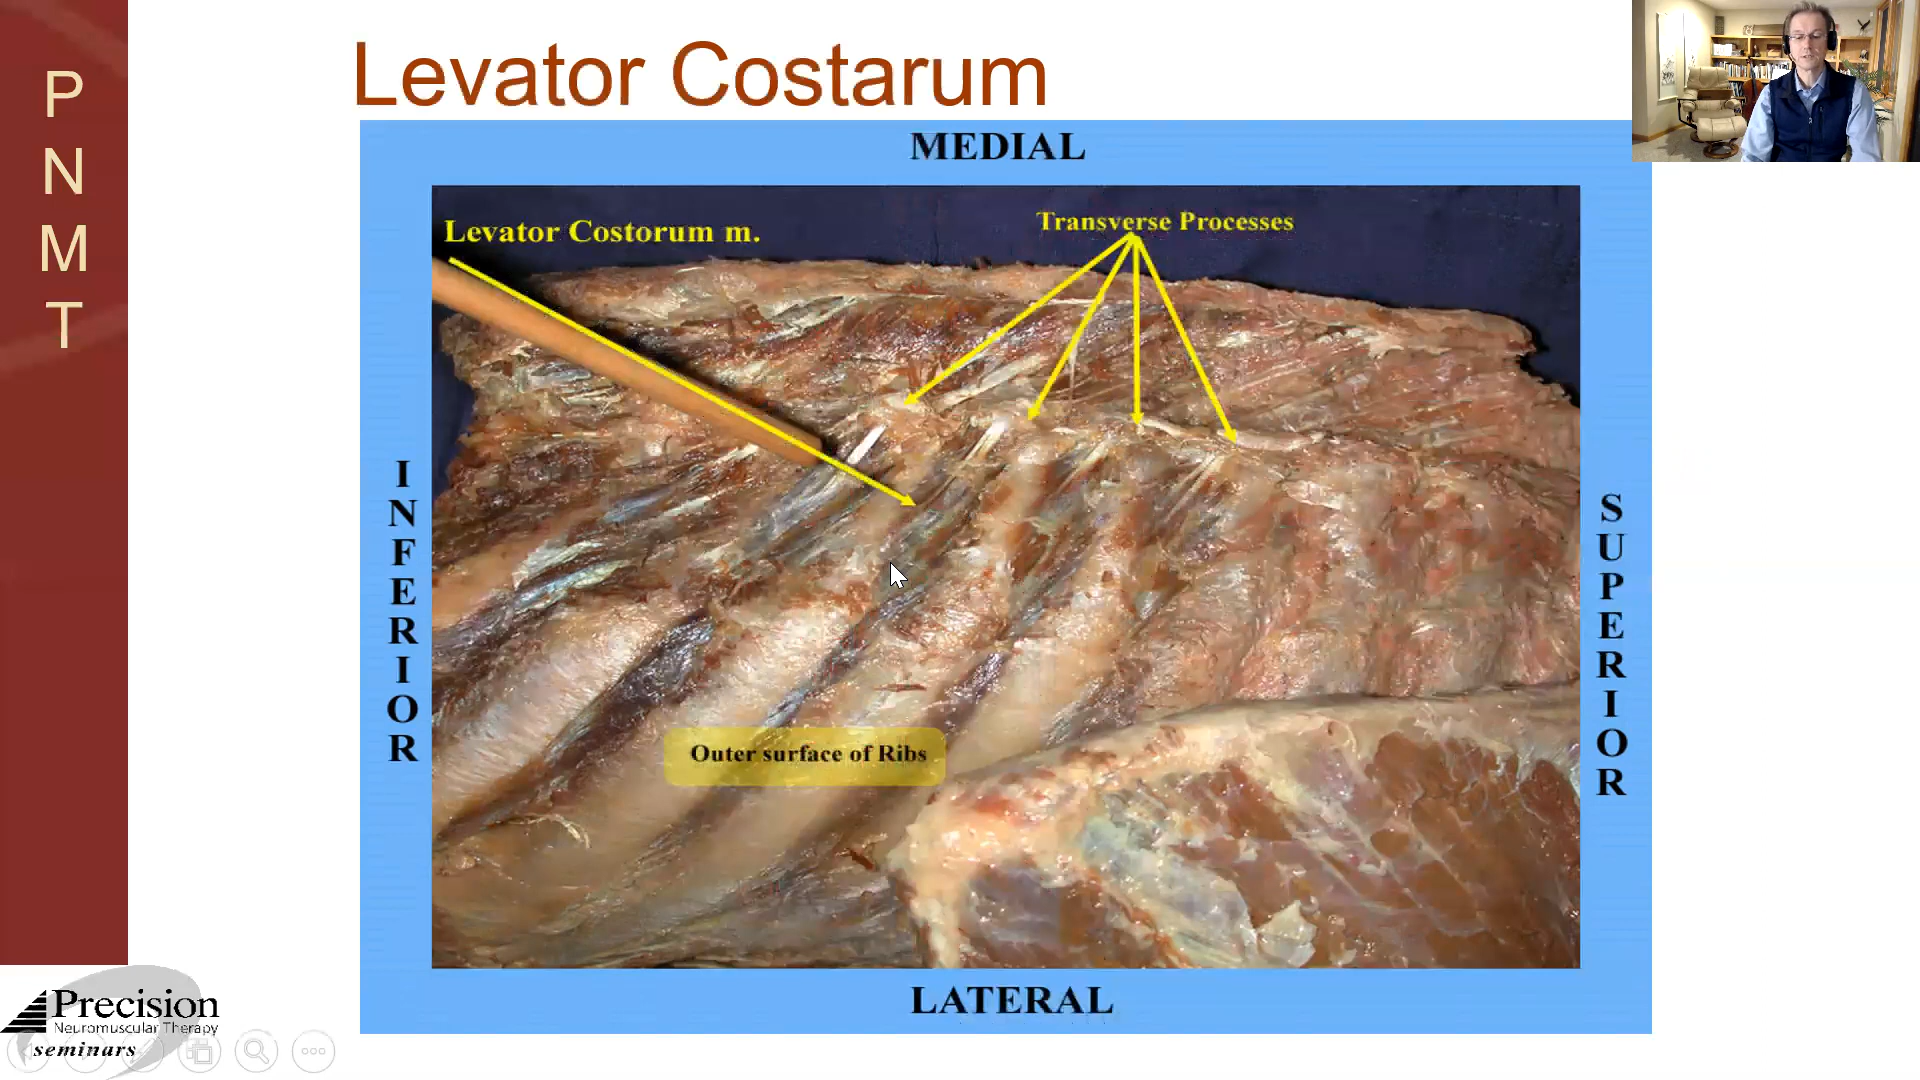 P
N
M
T
Levator Costarum
MEDIAL
Levator Costorum m.
Transverse Processes
INFERIOR
SUPERIOR
Outer surface of Ribs
LATERAL
Precision
Neuromuscular Therapy
seminars